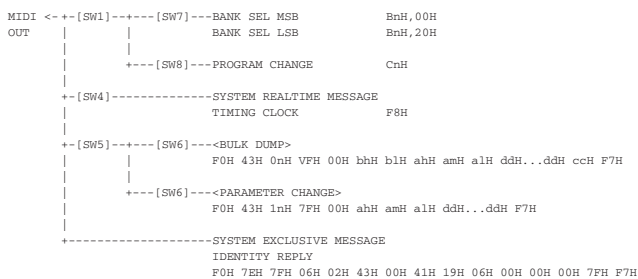 MIDI <-+-[SW1]--+---[SW7]---BANK SEL MSB BnH,00H
OUT | | BANK SEL LSB BnH,20H
| |
| +---[SW8]---PROGRAM CHANGE CnH
|
+-[SW4]--------------SYSTEM REALTIME MESSAGE
| TIMING CLOCK F8H
|
+-[SW5]--+---[SW6]---<BULK DUMP>
| | F0H 43H 0nH VFH 00H bhH blH ahH amH alH ddH...ddH ccH F7H
| |
| +---[SW6]---<PARAMETER CHANGE>
| F0H 43H 1nH 7FH 00H ahH amH alH ddH...ddH F7H
|
+--------------------SYSTEM EXCLUSIVE MESSAGE
IDENTITY REPLY
F0H 7EH 7FH 06H 02H 43H 00H 41H 19H 06H 00H 00H 00H 7FH F7H